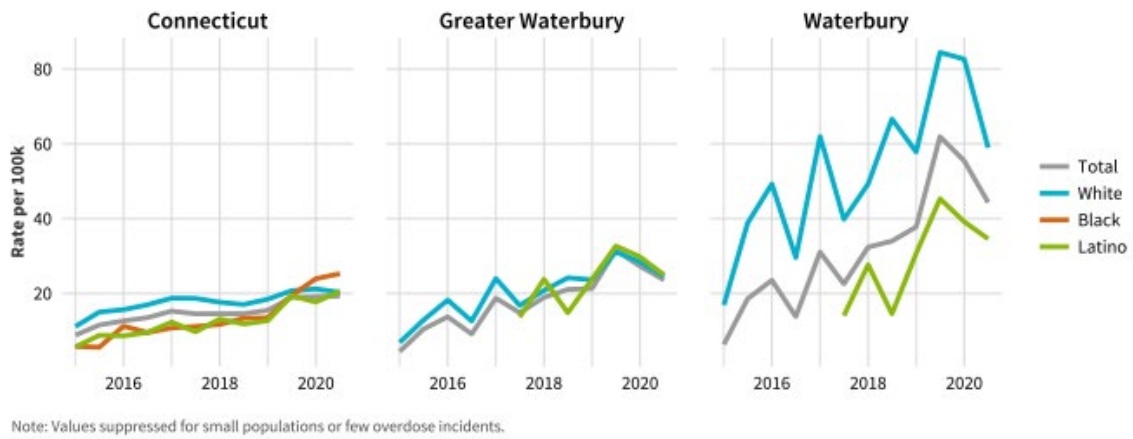 Connecticut
Greater Waterbury
Waterbury
Rate per 100k
80
60
40
20
2016 2018 2020
2016 2018 2020
2016 2018 2020
Total
White
Black
Latino
Note: Values suppressed for small populations or few overdose incidents.